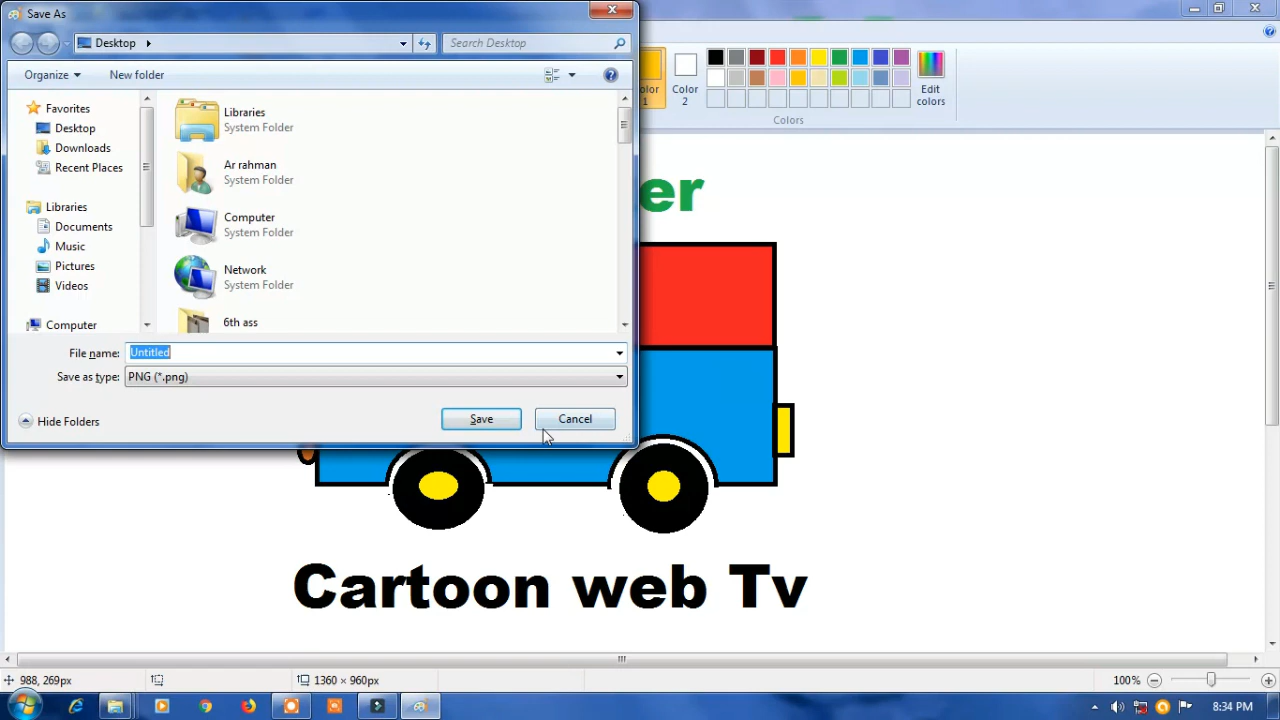 Save As
Desktop
Search Desktop
Organize
New folder
Favorites
Desktop
Downloads
Recent Places
Libraries
Documents
Music
Pictures
Videos
Computer
Libraries
System Folder
Ar rahman
System Folder
Computer
System Folder
Network
System Folder
6th ass
File name: Untitled
Save as type: PNG (*.png)
Hide Folders
Save
Cancel
Color 2
Edit colors
Colors
er
Cartoon web Tv
988, 269px
1360 × 960px
100%
8:34 PM